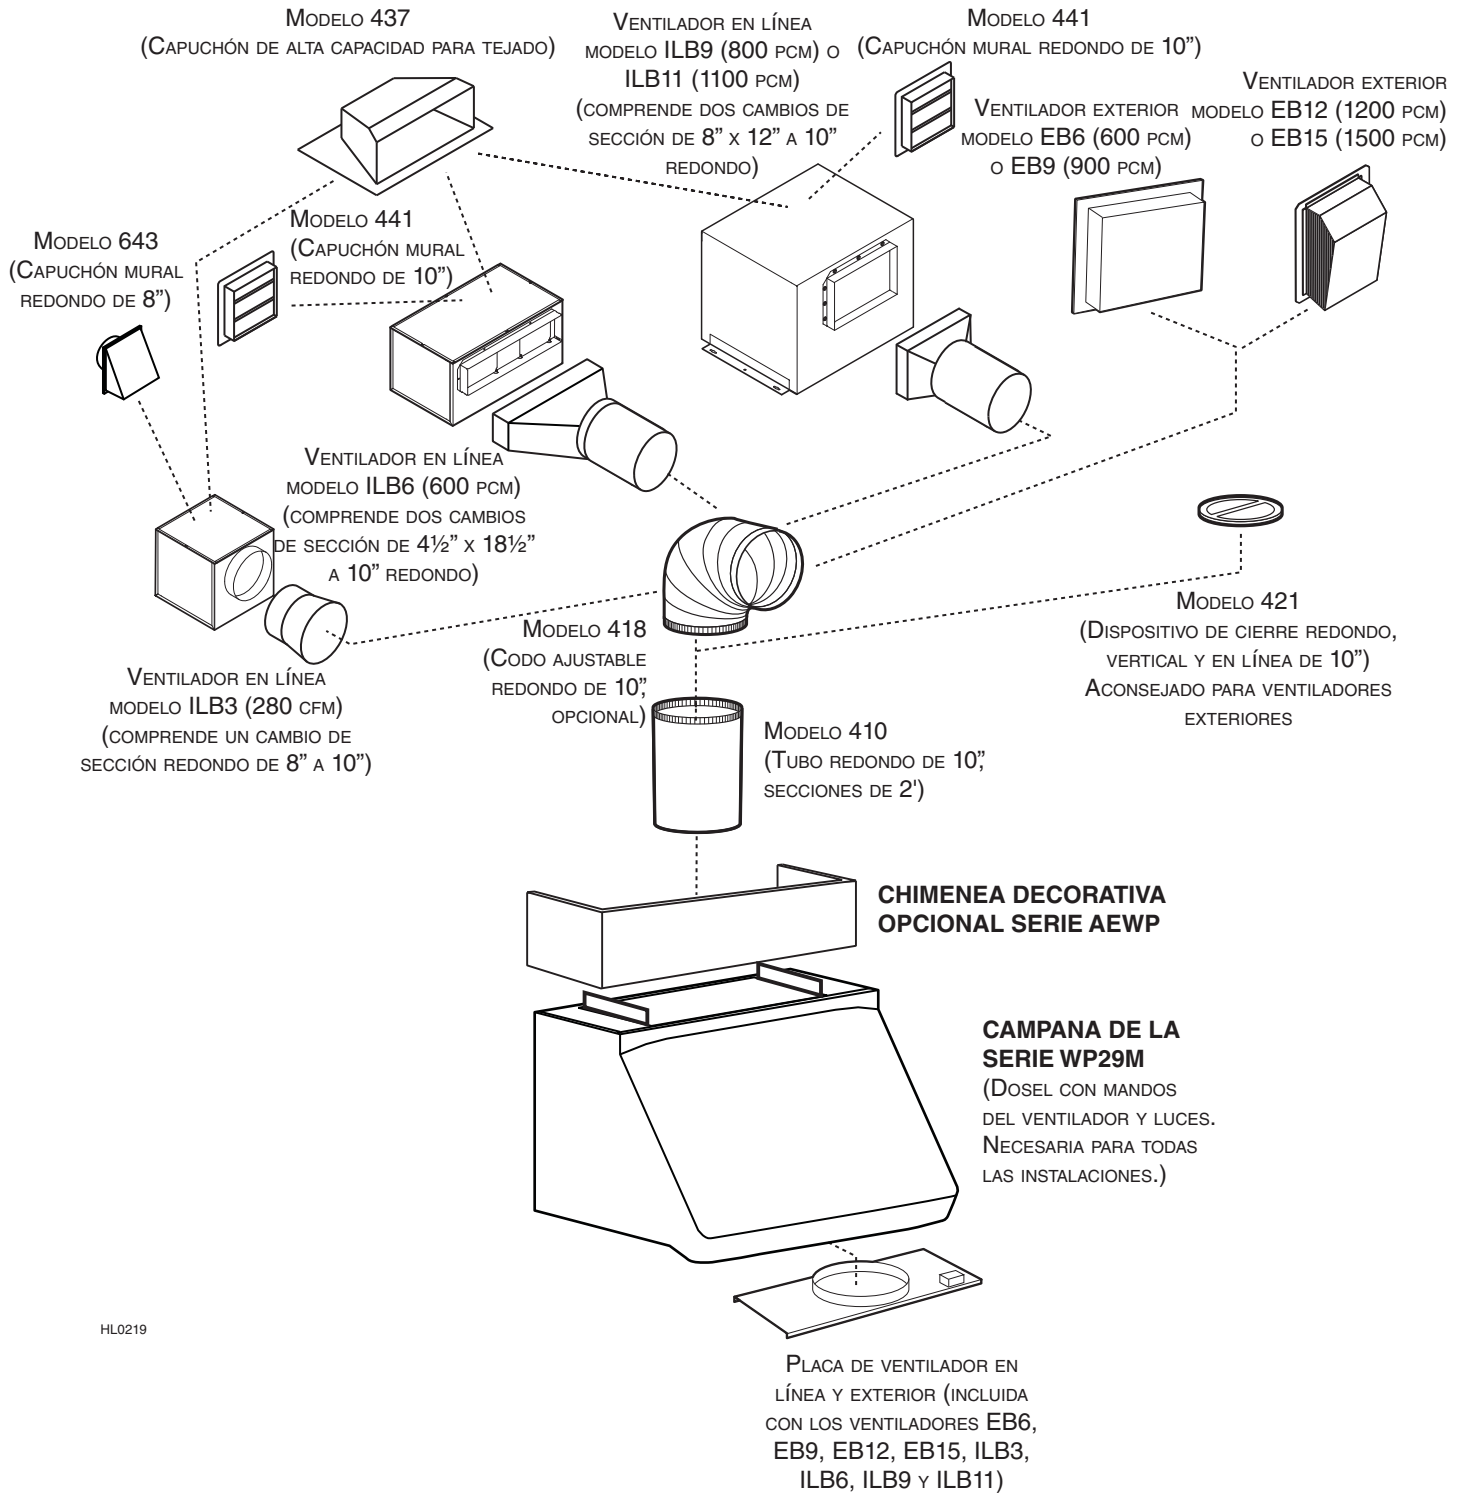 MODELO 437
(CAPUCHÓN DE ALTA CAPACIDAD PARA TEJADO)
VENTILADOR EN LÍNEA
MODELO ILB9 (800 PCM) O
ILB11 (1100 PCM)
(COMPRENDE DOS CAMBIOS DE
SECCIÓN DE 8” X 12” A 10”
REDONDO)
MODELO 441
(CAPUCHÓN MURAL REDONDO DE 10”)
VENTILADOR EXTERIOR
MODELO EB6 (600 PCM)
O EB9 (900 PCM)
VENTILADOR EXTERIOR
MODELO EB12 (1200 PCM)
O EB15 (1500 PCM)
MODELO 643
(CAPUCHÓN MURAL
REDONDO DE 8”)
MODELO 441
(CAPUCHÓN MURAL
REDONDO DE 10”)
VENTILADOR EN LÍNEA
MODELO ILB6 (600 PCM)
(COMPRENDE DOS CAMBIOS
DE SECCIÓN DE 4½” X 18½”
A 10” REDONDO)
VENTILADOR EN LÍNEA
MODELO ILB3 (280 CFM)
(COMPRENDE UN CAMBIO DE
SECCIÓN REDONDO DE 8” A 10”)
MODELO 418
(CODO AJUSTABLE
REDONDO DE 10”,
OPCIONAL)
MODELO 421
(DISPOSITIVO DE CIERRE REDONDO,
VERTICAL Y EN LÍNEA DE 10”)
ACONSEJADO PARA VENTILADORES
EXTERIORES
MODELO 410
(TUBO REDONDO DE 10”,
SECCIONES DE 2')
CHIMENEA DECORATIVA
OPCIONAL SERIE AEWP
CAMPANA DE LA
SERIE WP29M
(DOSEL CON MANDOS
DEL VENTILADOR Y LUCES.
NECESARIA PARA TODAS
LAS INSTALACIONES.)
HL0219
PLACA DE VENTILADOR EN
LÍNEA Y EXTERIOR (INCLUIDA
CON LOS VENTILADORES EB6,
EB9, EB12, EB15, ILB3,
ILB6, ILB9 Y ILB11)